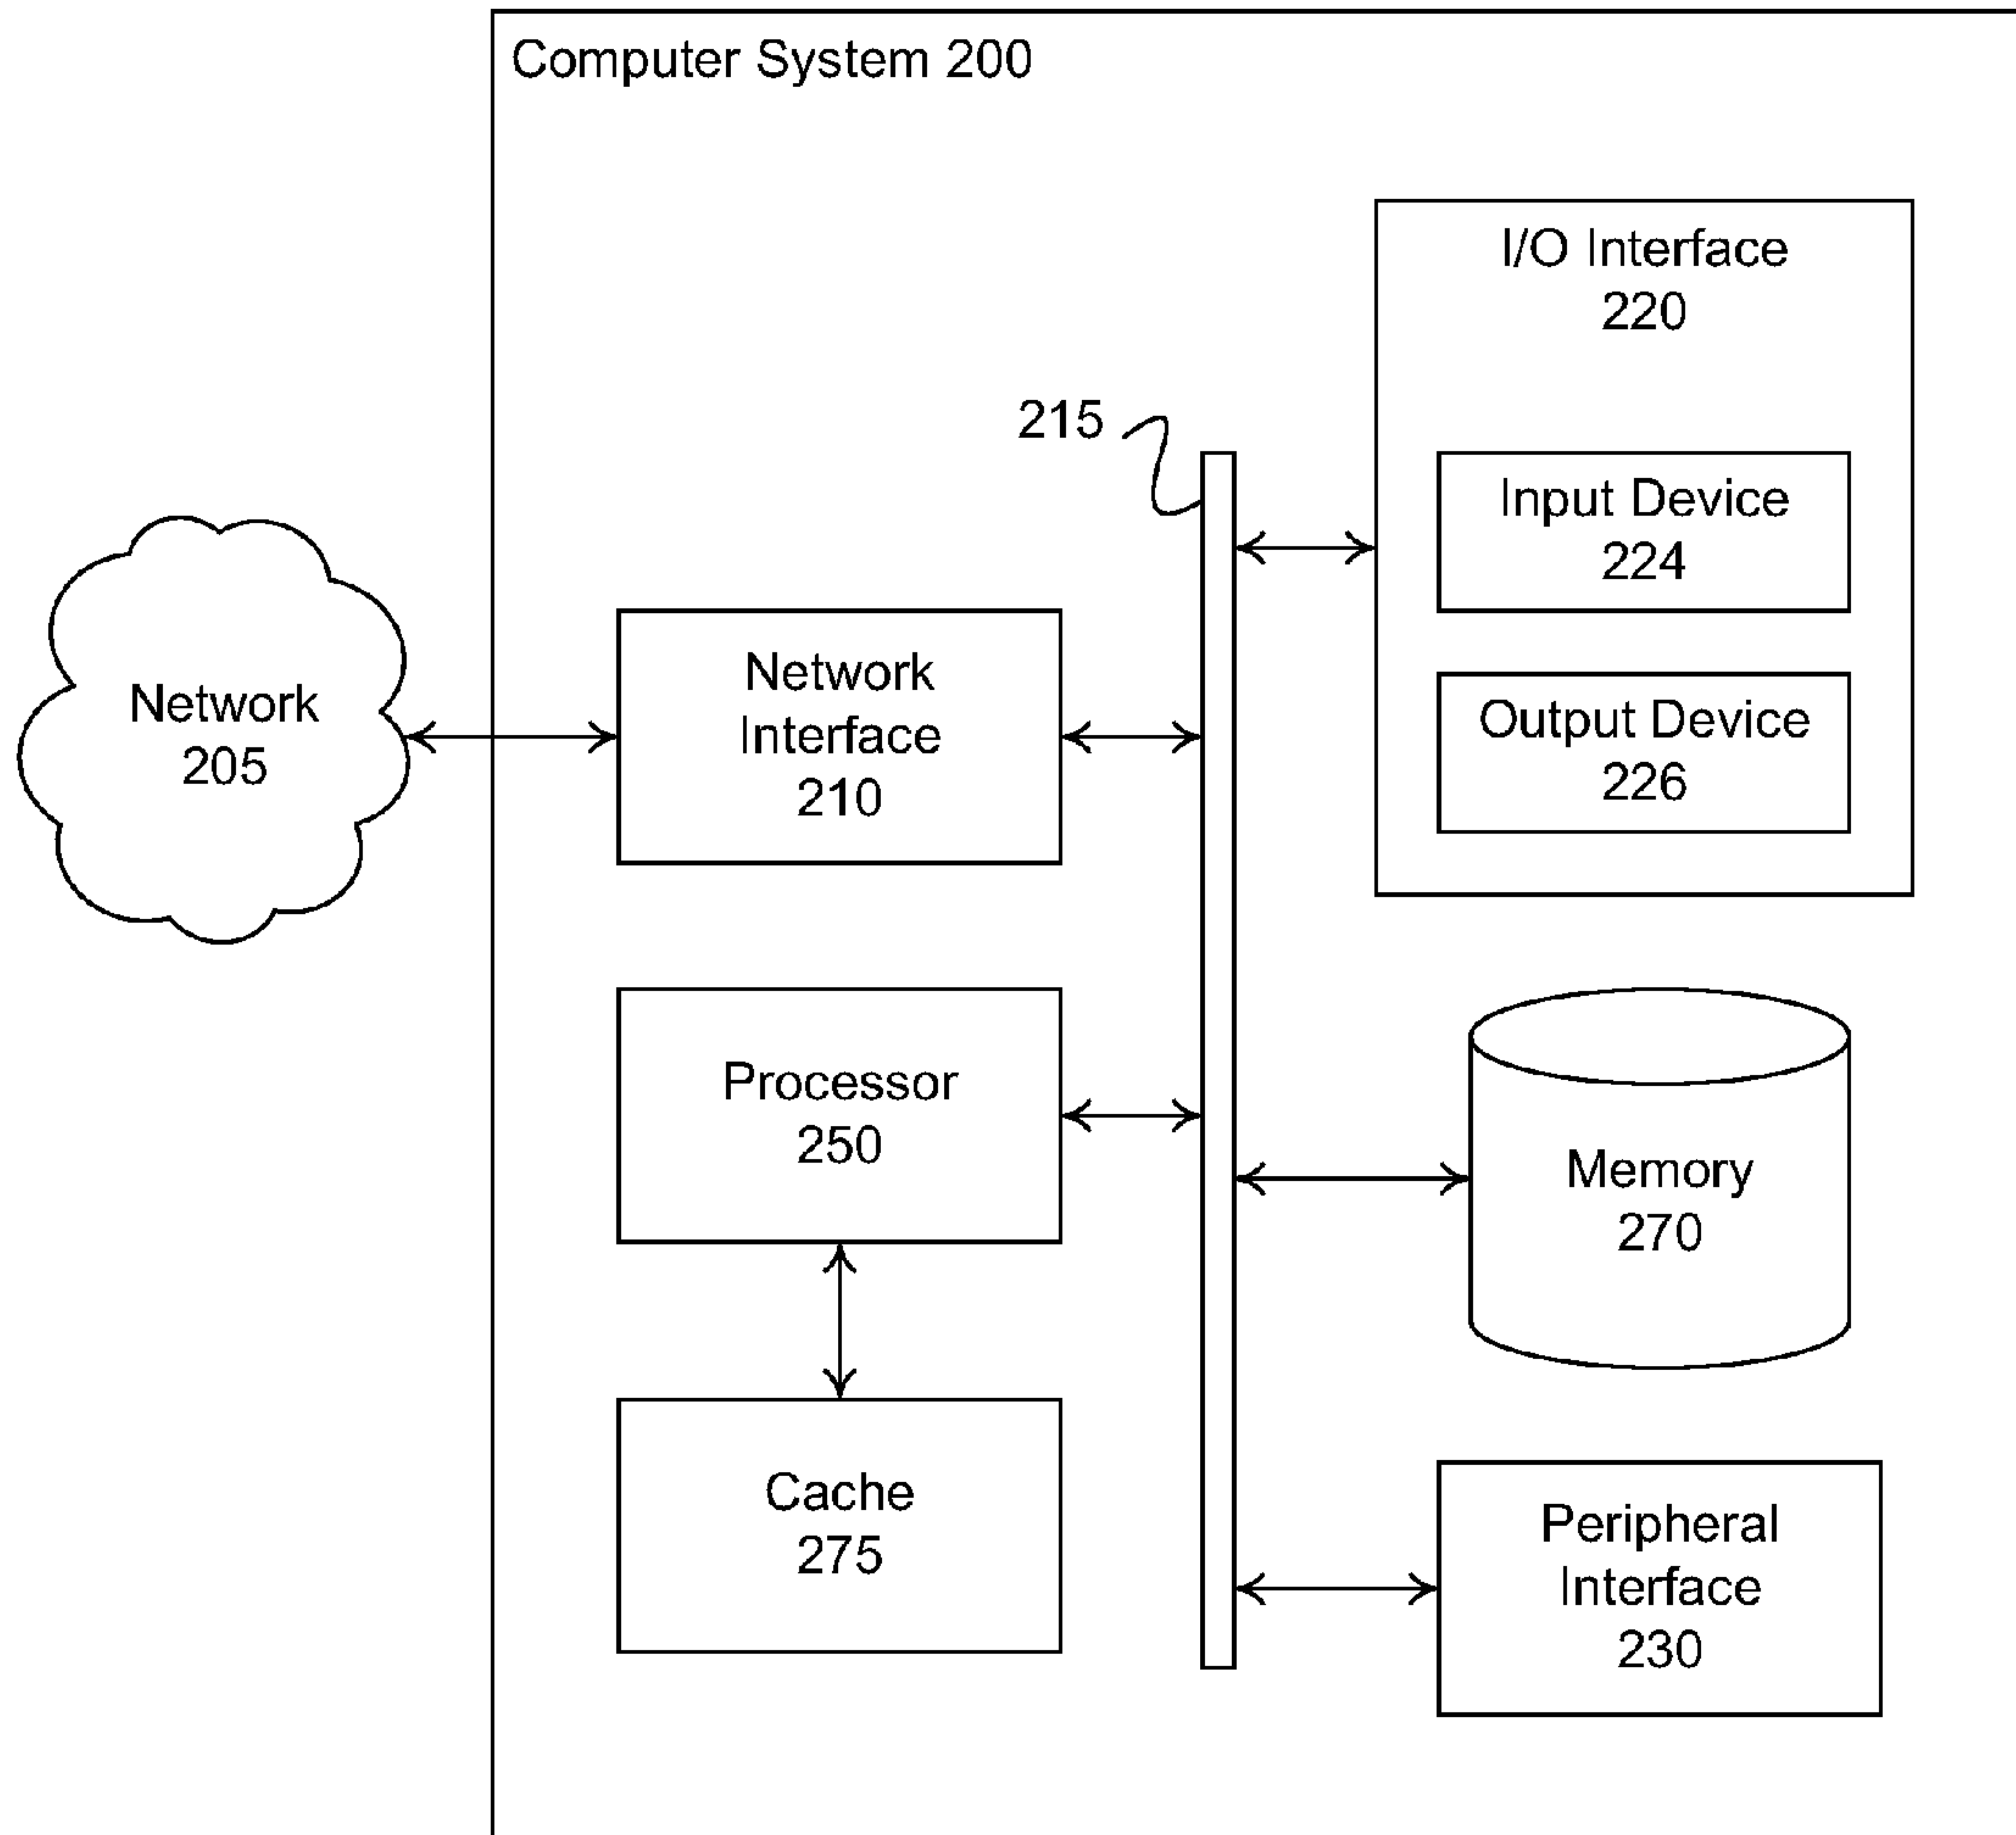 Computer System 200
I/O Interface
220
215
Input Device
224
Output Device
226
Network
205
Network
Interface
210
Processor
250
Memory
270
Cache
275
Peripheral
Interface
230